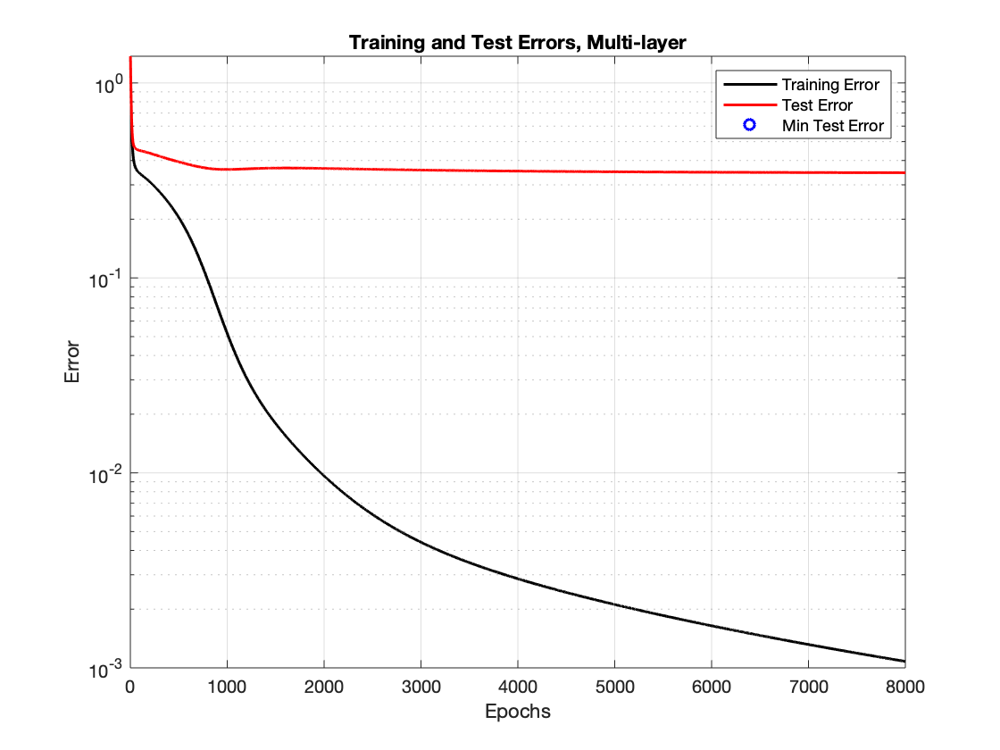 Training and Test Errors, Multi-layer
Training Error
Test Error
Min Test Error
10^0
10^-1
10^-2
10^-3
Error
0 1000 2000 3000 4000 5000 6000 7000 8000
Epochs